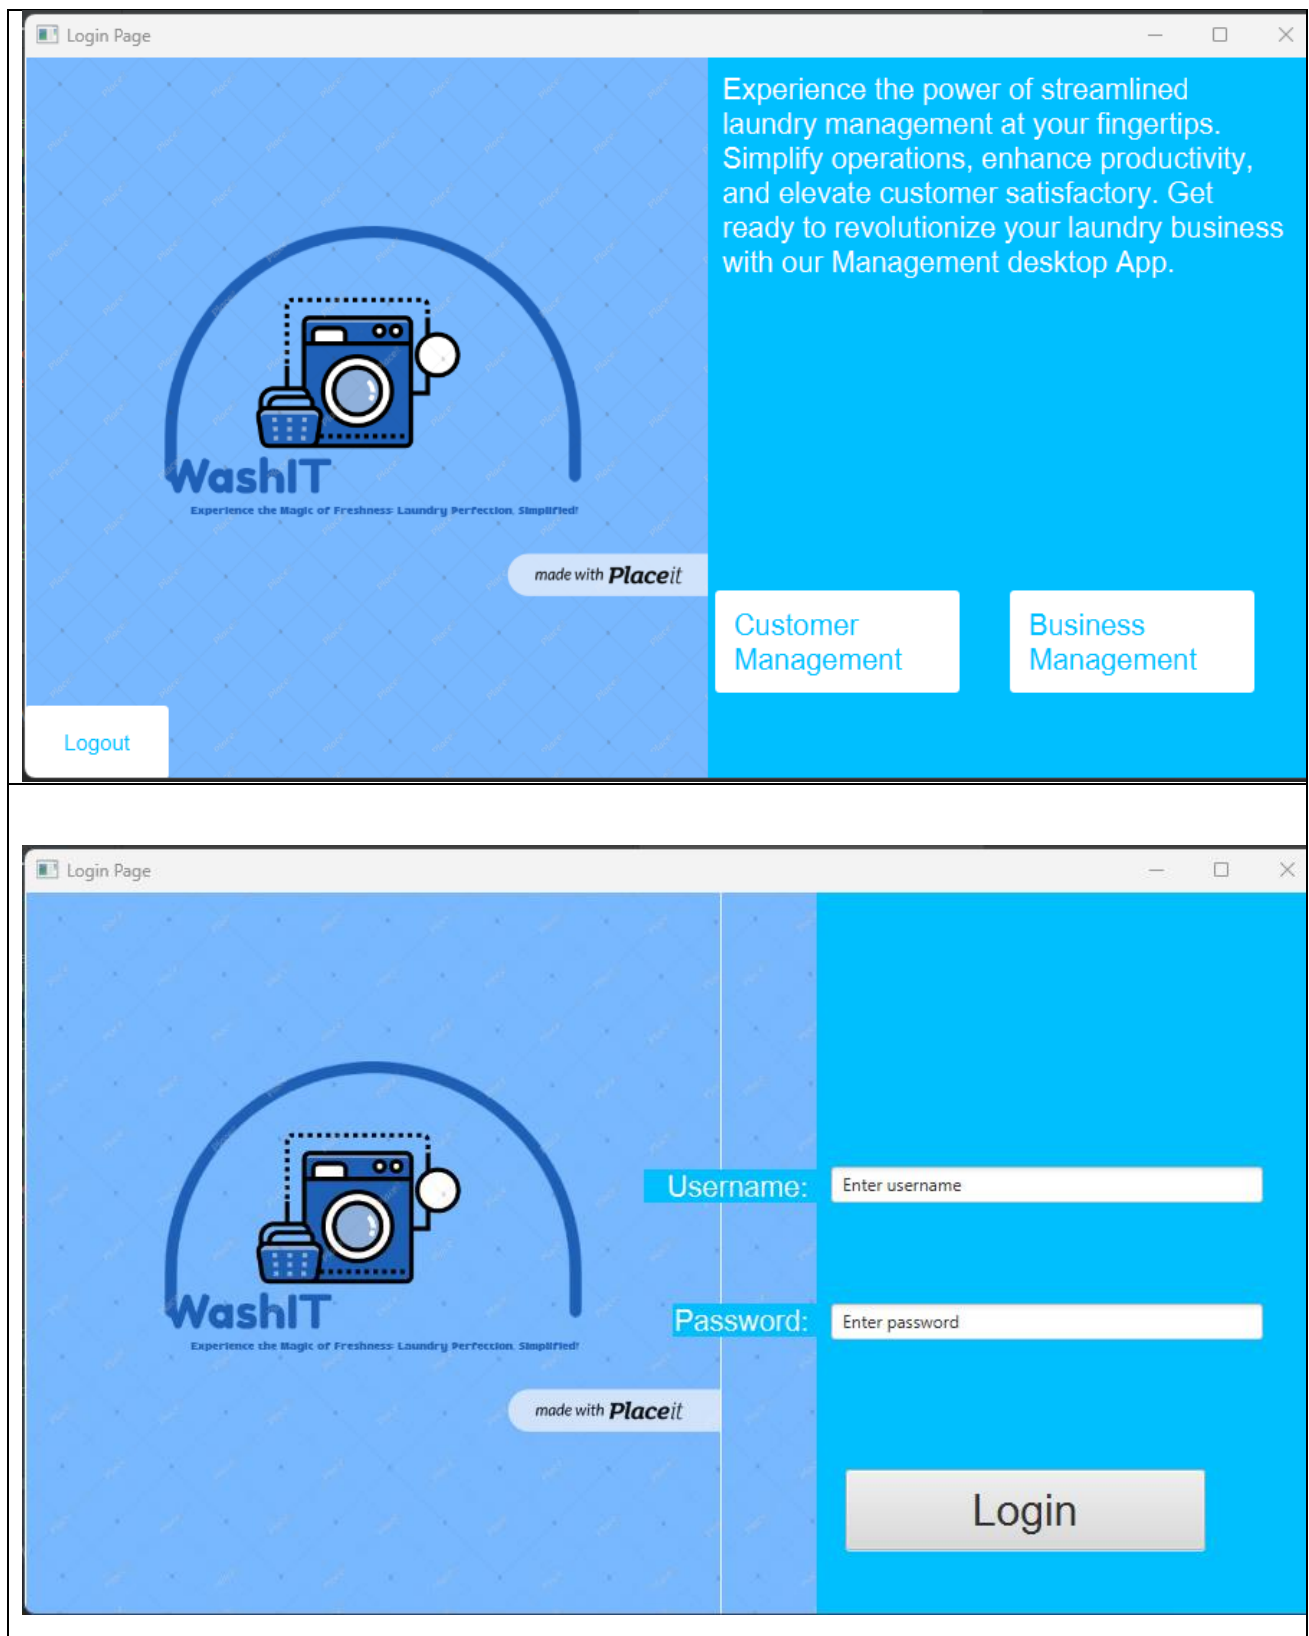 Login Page
Experience the power of streamlined
laundry management at your fingertips.
Simplify operations, enhance productivity,
and elevate customer satisfactory. Get
ready to revolutionize your laundry business
with our Management desktop App.
WashIT
Experience the Magic of Freshness: Laundry Perfection, Simplified!
made with Placeit
Customer
Management
Business
Management
Logout
Login Page
Username:
Enter username
Password:
Enter password
WashIT
Experience the Magic of Freshness: Laundry Perfection, Simplified!
made with Placeit
Login